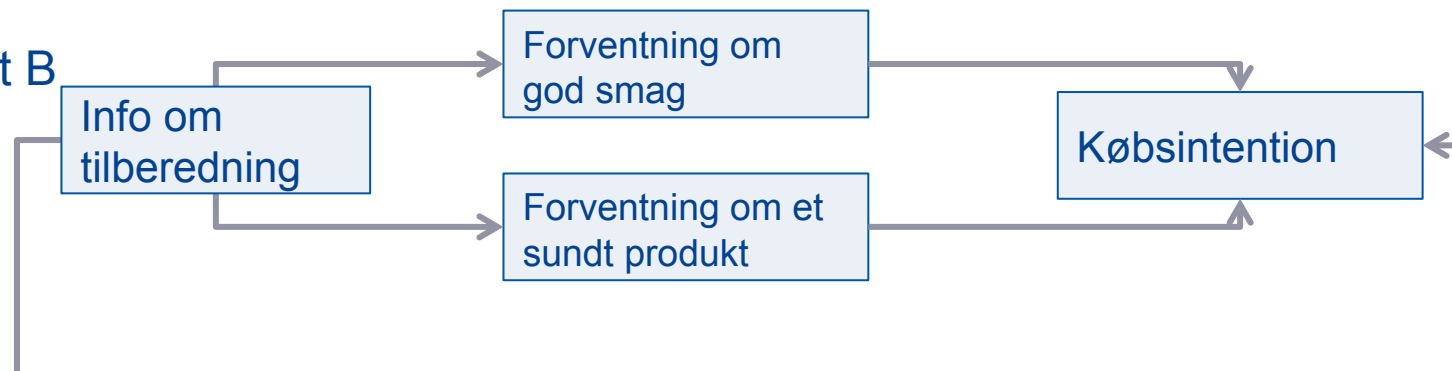 t B
Info om
tilberedning
Forventning om
god smag
Forventning om et
sundt produkt
Købsintention